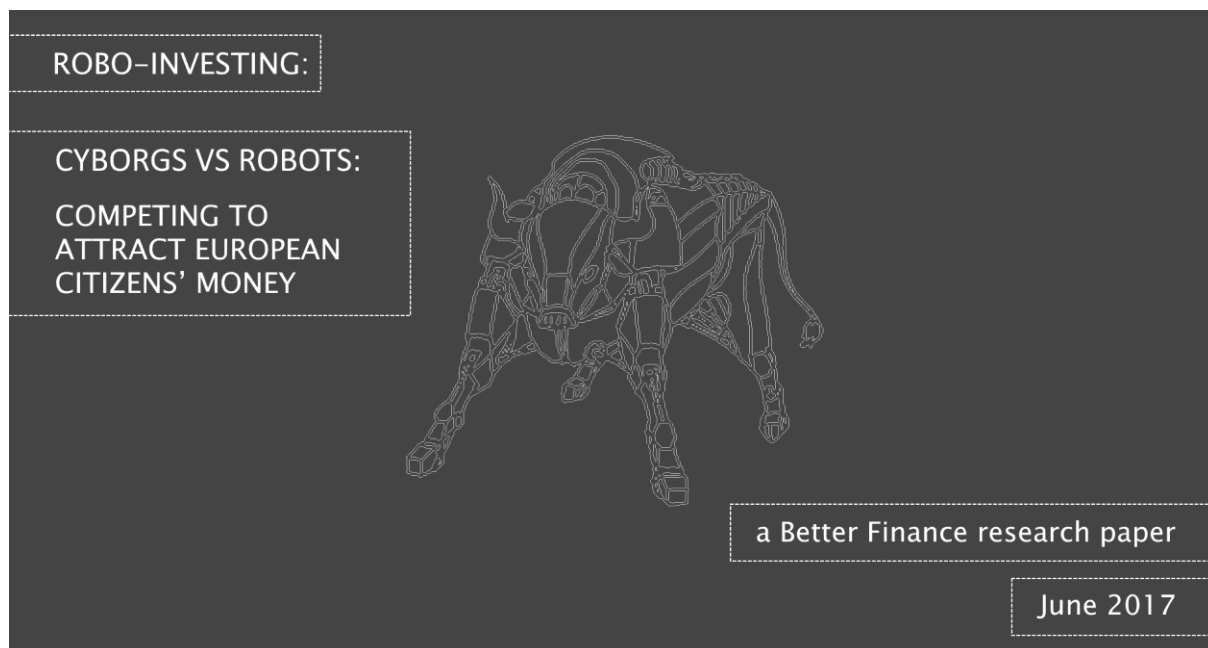 ROBO-INVESTING:
CYBORGS VS ROBOTS:
COMPETING TO
ATTRACT EUROPEAN
CITIZENS’ MONEY
a Better Finance research paper
June 2017